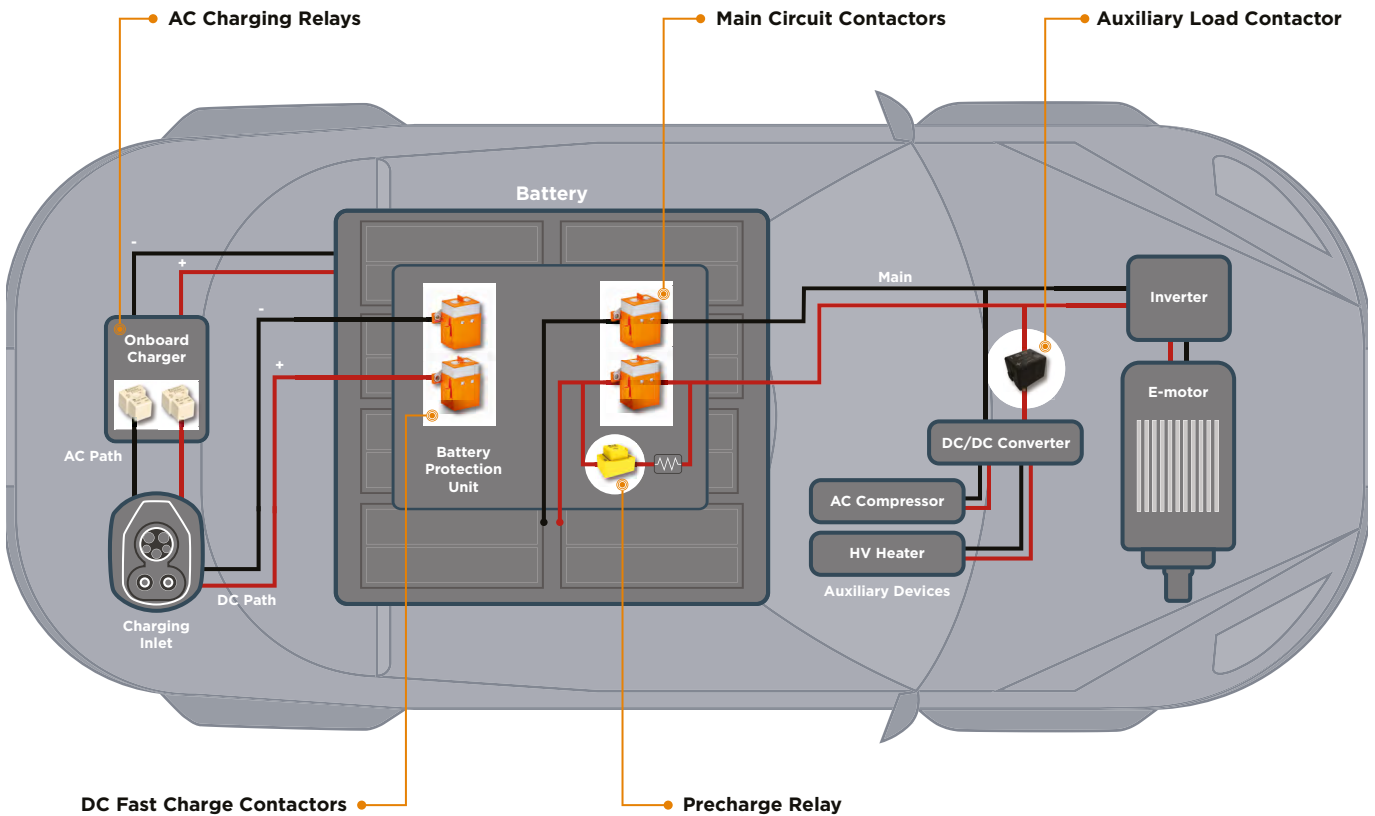 AC Charging Relays
Main Circuit Contactors
Auxiliary Load Contactor
Battery
-
+
-
+
Main
Inverter
Onboard
Charger
E-motor
AC Path
Battery
Protection
Unit
DC/DC Converter
AC Compressor
HV Heater
Auxiliary Devices
DC Path
Charging
Inlet
DC Fast Charge Contactors
Precharge Relay